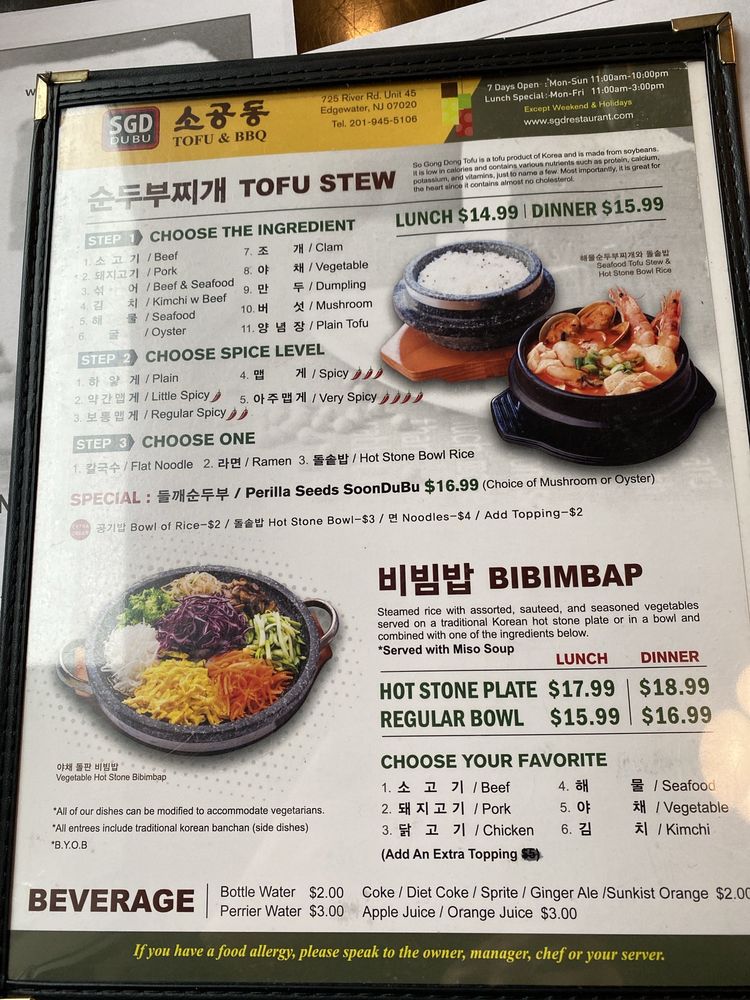 SGD
DUBU
소공동
TOFU & BBQ
725 River Rd. Unit 45
Edgewater, NJ 07020
Tel. 201-945-5106
7 Days Open : Mon-Sun 11:00am-10:00pm
Lunch Special : Mon-Fri 11:00am-3:00pm
Except Weekend & Holidays
www.sgdrestaurant.com
순두부찌개 TOFU STEW
So Gong Dong Tofu is a tofu product of Korea and is made from soybeans.
It is low in calories and contains various nutrients such as protein, calcium,
potassium, and vitamins, just to name a few. Most importantly, it is great for
the heart since it contains almost no cholesterol.
LUNCH $14.99 | DINNER $15.99
STEP 1 CHOOSE THE INGREDIENT
1. 소 고 기 / Beef
2. 돼지고기 / Pork
3. 섞 어 / Beef & Seafood
4. 김 치 / Kimchi w Beef
5. 해 물 / Seafood
6. 굴 / Oyster
7. 조 개 / Clam
8. 야 채 / Vegetable
9. 만 두 / Dumpling
10. 버 섯 / Mushroom
11. 양 념 장 / Plain Tofu
해물순두부찌개와 돌솥밥
Seafood Tofu Stew &
Hot Stone Bowl Rice
STEP 2 CHOOSE SPICE LEVEL
1. 하 얗 게 / Plain
2. 약간맵게 / Little Spicy
3. 보통맵게 / Regular Spicy
4. 맵 게 / Spicy
5. 아주맵게 / Very Spicy
STEP 3 CHOOSE ONE
1. 칼국수 / Flat Noodle 2. 라면 / Ramen 3. 돌솥밥 / Hot Stone Bowl Rice
SPECIAL : 들깨순두부 / Perilla Seeds SoonDuBu $16.99 (Choice of Mushroom or Oyster)
공기밥 Bowl of Rice-$2 / 돌솥밥 Hot Stone Bowl-$3 / 면 Noodles-$4 / Add Topping-$2
비빔밥 BIBIMBAP
Steamed rice with assorted, sauteed, and seasoned vegetables
served on a traditional Korean hot stone plate or in a bowl and
combined with one of the ingredients below.
*Served with Miso Soup
LUNCH DINNER
HOT STONE PLATE $17.99 | $18.99
REGULAR BOWL $15.99 | $16.99
야채 돌판 비빔밥
Vegetable Hot Stone Bibimbap
CHOOSE YOUR FAVORITE
1. 소 고 기 / Beef
2. 돼지고기 / Pork
3. 닭 고 기 / Chicken
4. 해 물 / Seafood
5. 야 채 / Vegetable
6. 김 치 / Kimchi
(Add An Extra Topping
*All of our dishes can be modified to accommodate vegetarians.
*All entrees include traditional korean banchan (side dishes)
*B.Y.O.B
BEVERAGE
Bottle Water $2.00
Perrier Water $3.00
Coke / Diet Coke / Sprite / Ginger Ale /Sunkist Orange $2.00
Apple Juice / Orange Juice $3.00
If you have a food allergy, please speak to the owner, manager, chef or your server.